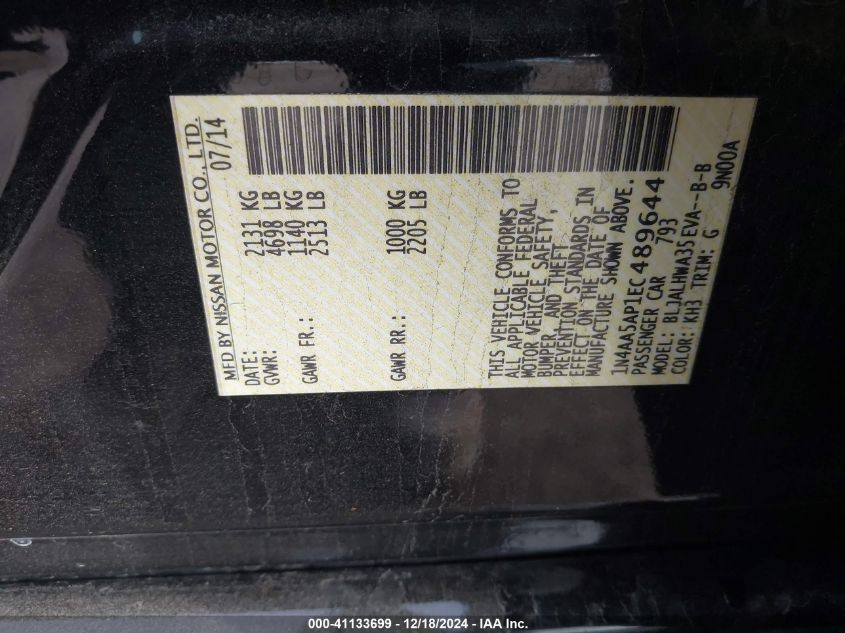 MFD BY NISSAN MOTOR CO., LTD.
DATE: 07/14
GVWR: 2131 KG
4698 LB
GAWR FR.: 1140 KG
2513 LB
GAWR RR.: 1000 KG
2205 LB
THIS VEHICLE CONFORMS TO
ALL APPLICABLE FEDERAL
MOTOR VEHICLE SAFETY,
BUMPER, AND THEFT
PREVENTION STANDARDS IN
EFFECT ON THE DATE OF
MANUFACTURE SHOWN ABOVE.
1N4AA5AP1EC489644
PASSENGER CAR 793
MODEL: BLJALHWA35EVA--B-B
COLOR: KH3 TRIM: G 9N00A
000-41133699 - 12/18/2024 - IAA Inc.